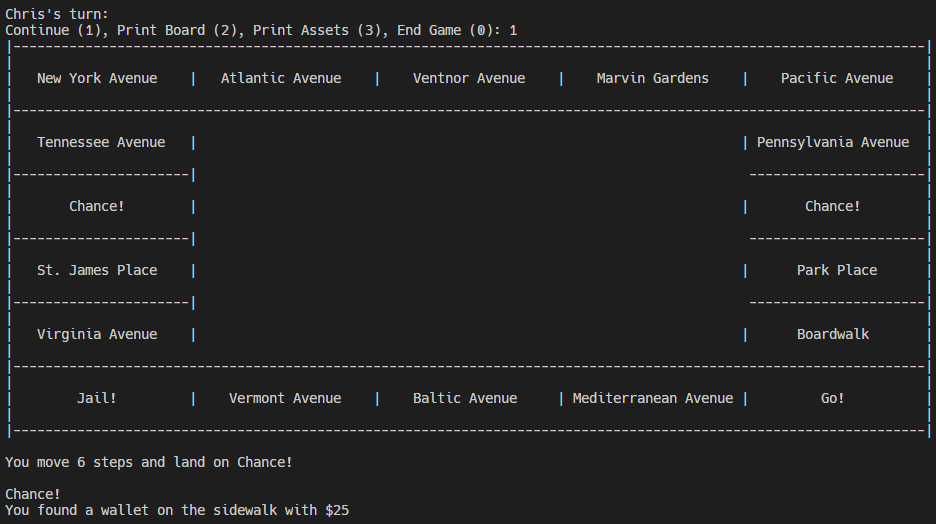 Chris's turn:
Continue (1), Print Board (2), Print Assets (3), End Game (0): 1
New York Avenue | Atlantic Avenue | Ventnor Avenue | Marvin Gardens | Pacific Avenue
Tennessee Avenue | | Pennsylvania Avenue
Chance! | | Chance!
St. James Place | | Park Place
Virginia Avenue | | Boardwalk
Jail! | Vermont Avenue | Baltic Avenue | Mediterranean Avenue | Go!
You move 6 steps and land on Chance!
Chance!
You found a wallet on the sidewalk with $25